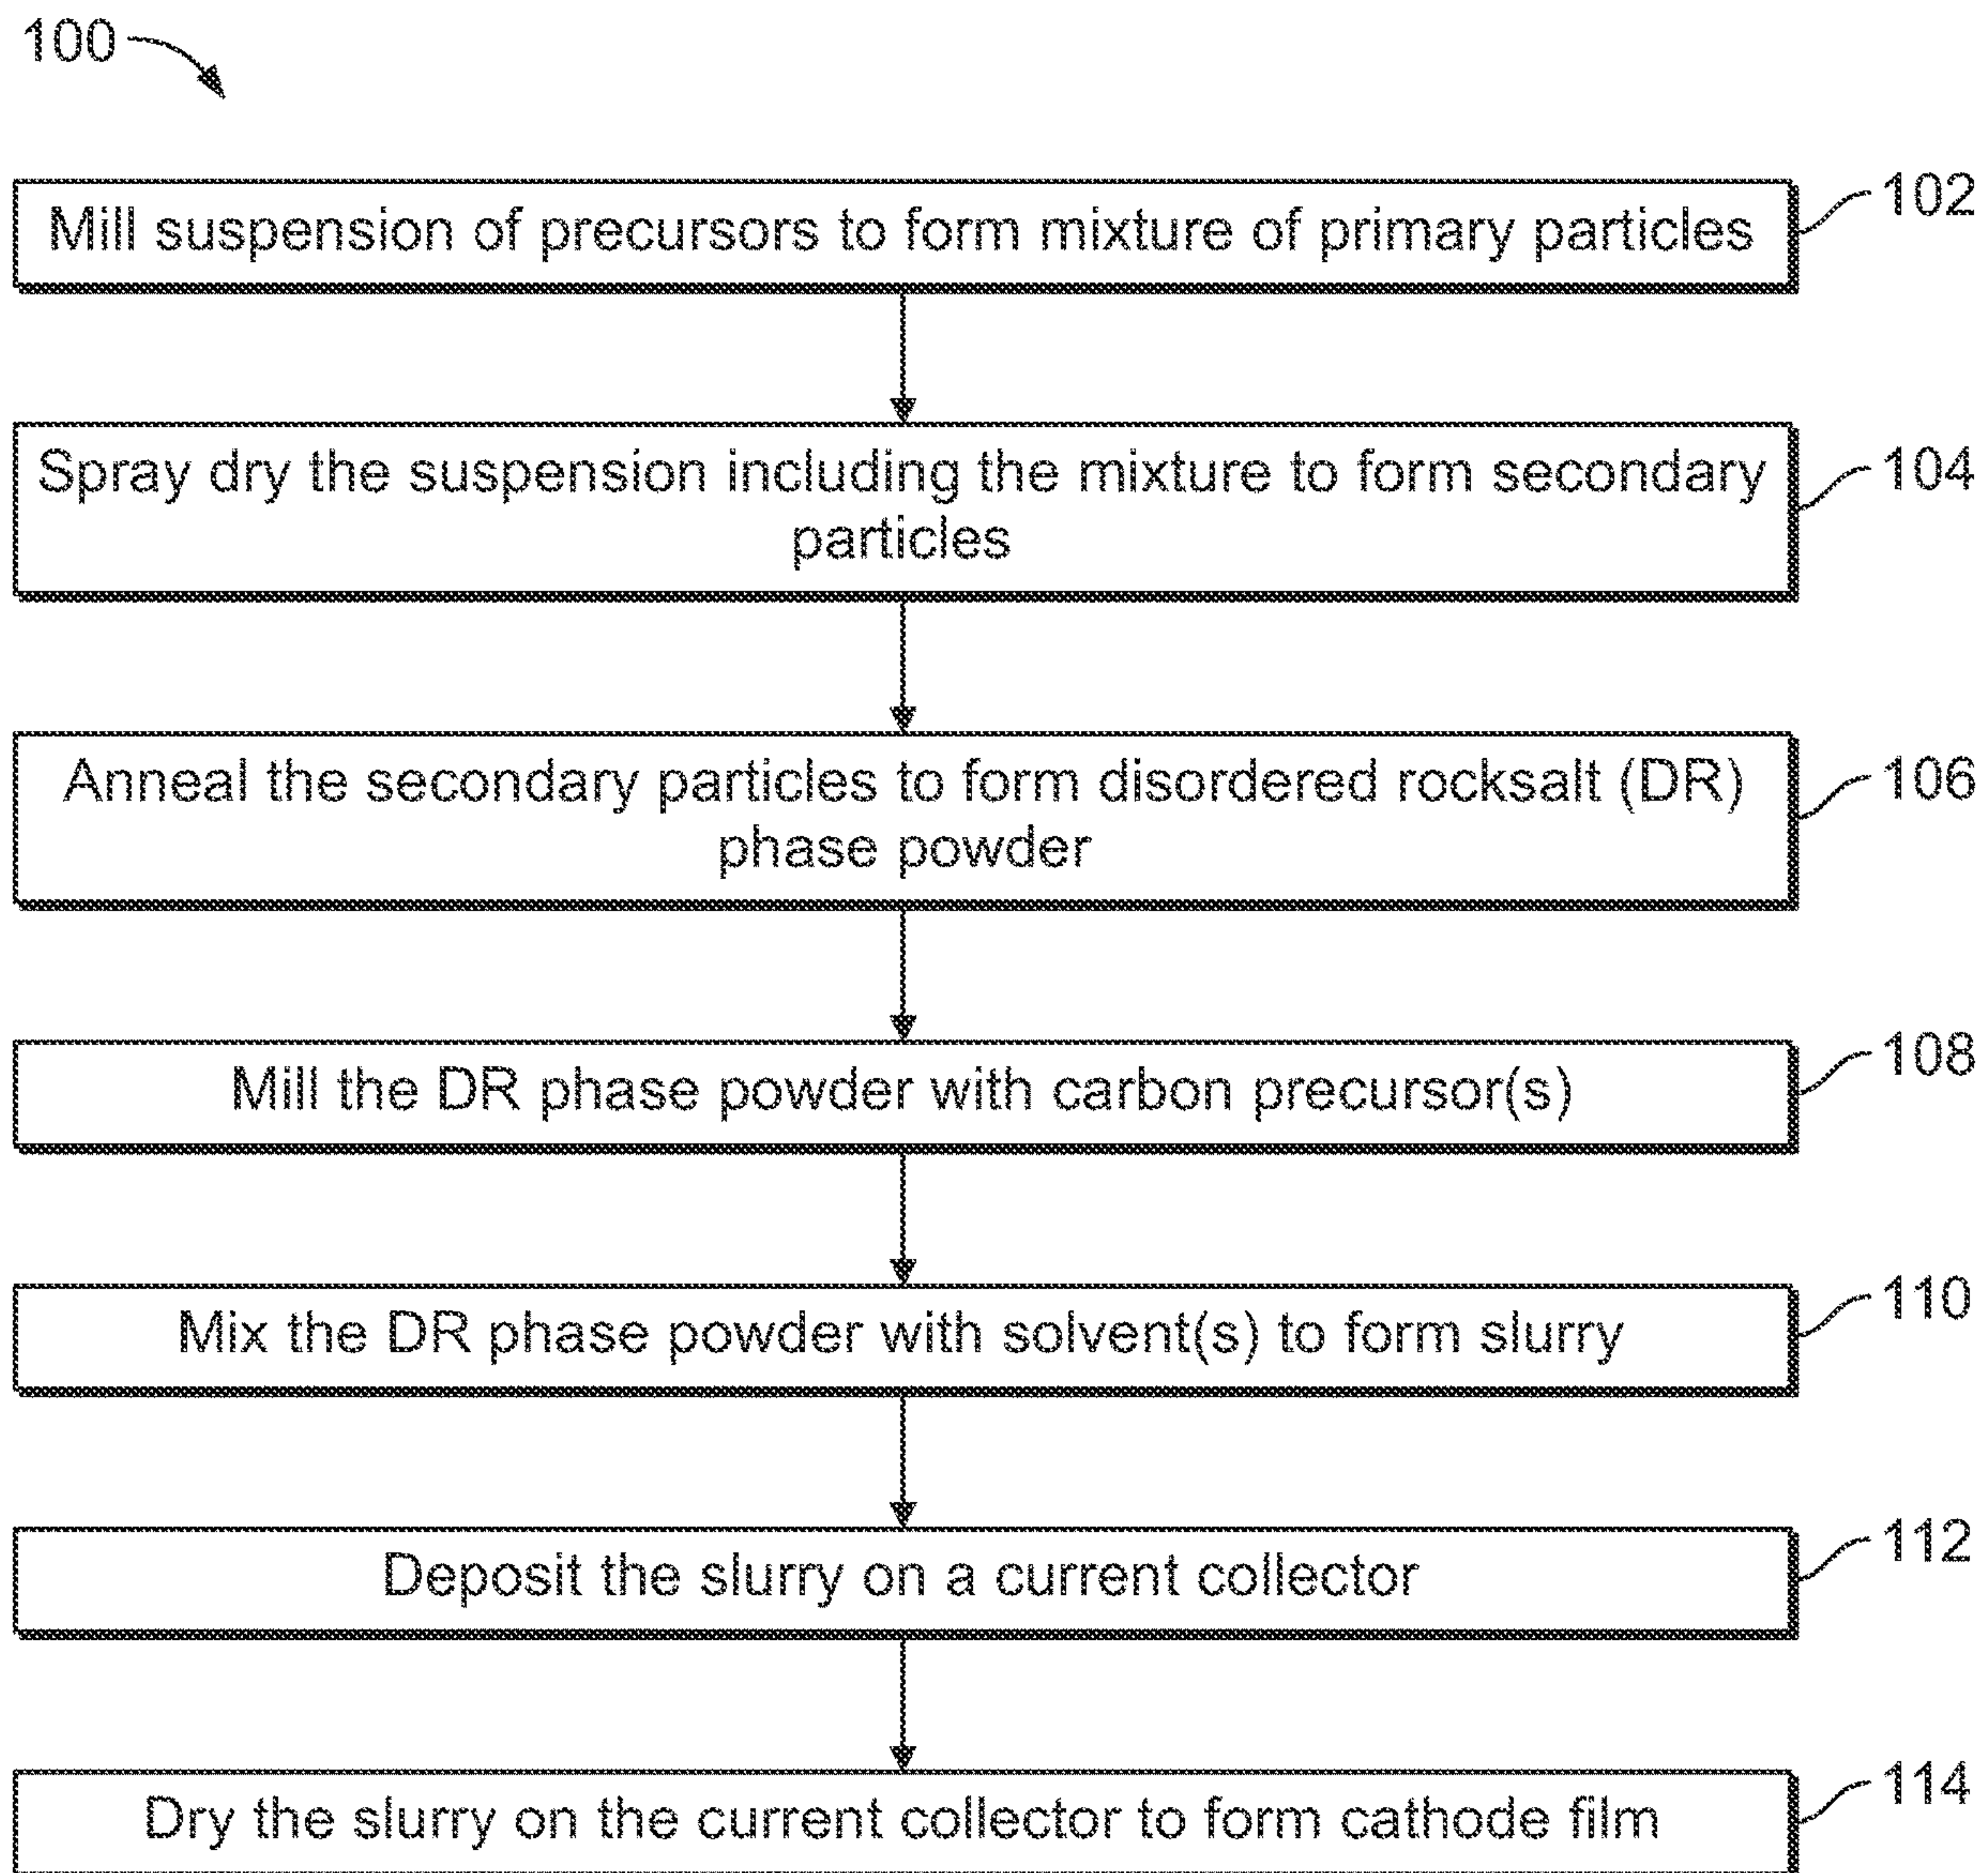 100
Mill suspension of precursors to form mixture of primary particles
102
Spray dry the suspension including the mixture to form secondary
particles
104
Anneal the secondary particles to form disordered rocksalt (DR)
phase powder
106
Mill the DR phase powder with carbon precursor(s)
108
Mix the DR phase powder with solvent(s) to form slurry
110
Deposit the slurry on a current collector
112
Dry the slurry on the current collector to form cathode film
114